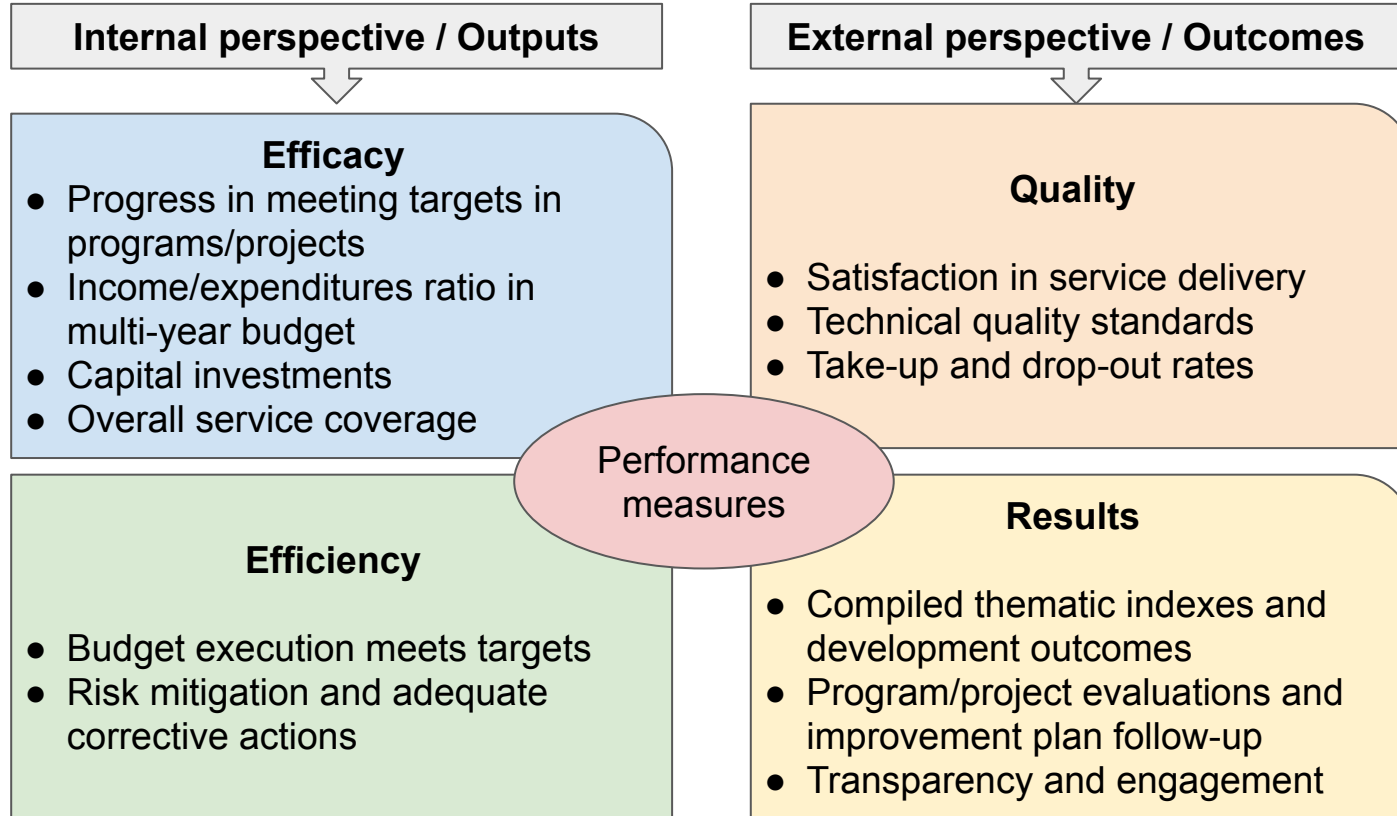 Internal perspective / Outputs
External perspective / Outcomes
Efficacy
● Progress in meeting targets in
programs/projects
● Income/expenditures ratio in
multi-year budget
● Capital investments
● Overall service coverage
Quality
● Satisfaction in service delivery
● Technical quality standards
● Take-up and drop-out rates
Performance
measures
Efficiency
● Budget execution meets targets
● Risk mitigation and adequate
corrective actions
Results
● Compiled thematic indexes and
development outcomes
● Program/project evaluations and
improvement plan follow-up
● Transparency and engagement